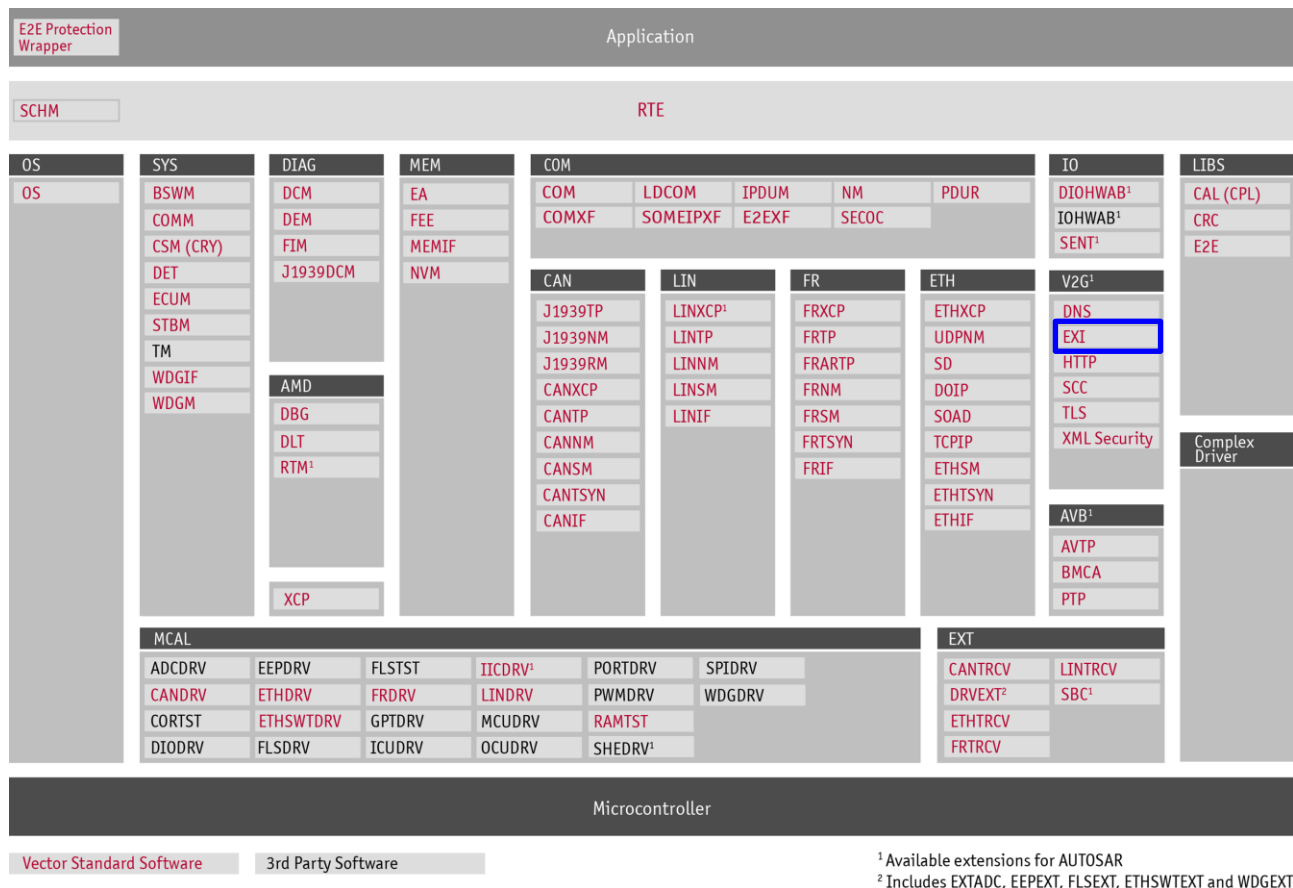 E2E Protection
Wrapper
Application
SCHM
RTE
OS
OS
SYS
BSWM
COMM
CSM (CRY)
DET
ECUM
STBM
TM
WDGIF
WDGM
DIAG
DCM
DEM
FIM
J1939DCM
AMD
DBG
DLT
RTM¹
XCP
MEM
EA
FEE
MEMIF
NVM
COM
COM LDCOM IPDUM NM PDUR
COMXF SOMEIPXF E2EXF SECOC
CAN
J1939TP
J1939NM
J1939RM
CANXCP
CANTP
CANNM
CANSM
CANTSYN
CANIF
LIN
LINXCP¹
LINTP
LINNM
LINSM
LINIF
FR
FRXCP
FRTP
FRARTP
FRNM
FRSM
FRTSYN
FRIF
ETH
ETHXCP
UDPNM
SD
DOIP
SOAD
TCPIP
ETHSM
ETHTSYN
ETHIF
IO
DIOHWAB¹
IOHWAB¹
SENT¹
V2G¹
DNS
EXI
HTTP
SCC
TLS
XML Security
AVB¹
AVTP
BMCA
PTP
LIBS
CAL (CPL)
CRC
E2E
Complex
Driver
MCAL
ADCDRV EEPDRV FLSTST IICDRV¹ PORTDRV SPIDRV
CANDRV ETHDRV FRDRV LINDRV PWMDRV WDGDRV
CORTST ETHSWTDRV GPTDRV MCUDRV RAMTST
DIODRV FLSDRV ICUDRV OCUDRV SHEDRV¹
EXT
CANTRCV LINTRCV
DRVEXT² SBC¹
ETHTRCV
FRTRCV
Microcontroller
Vector Standard Software
3rd Party Software
¹ Available extensions for AUTOSAR
² Includes EXTADC, EEPEXT, FLSEXT, ETHSWTEXT and WDGEXT